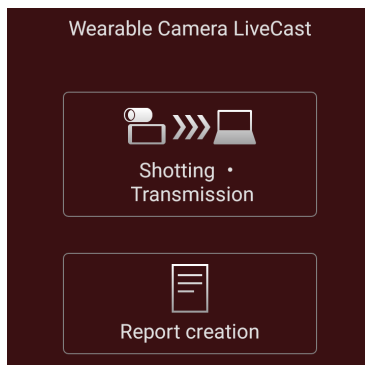 Wearable Camera LiveCast
Shotting・
Transmission
Report creation